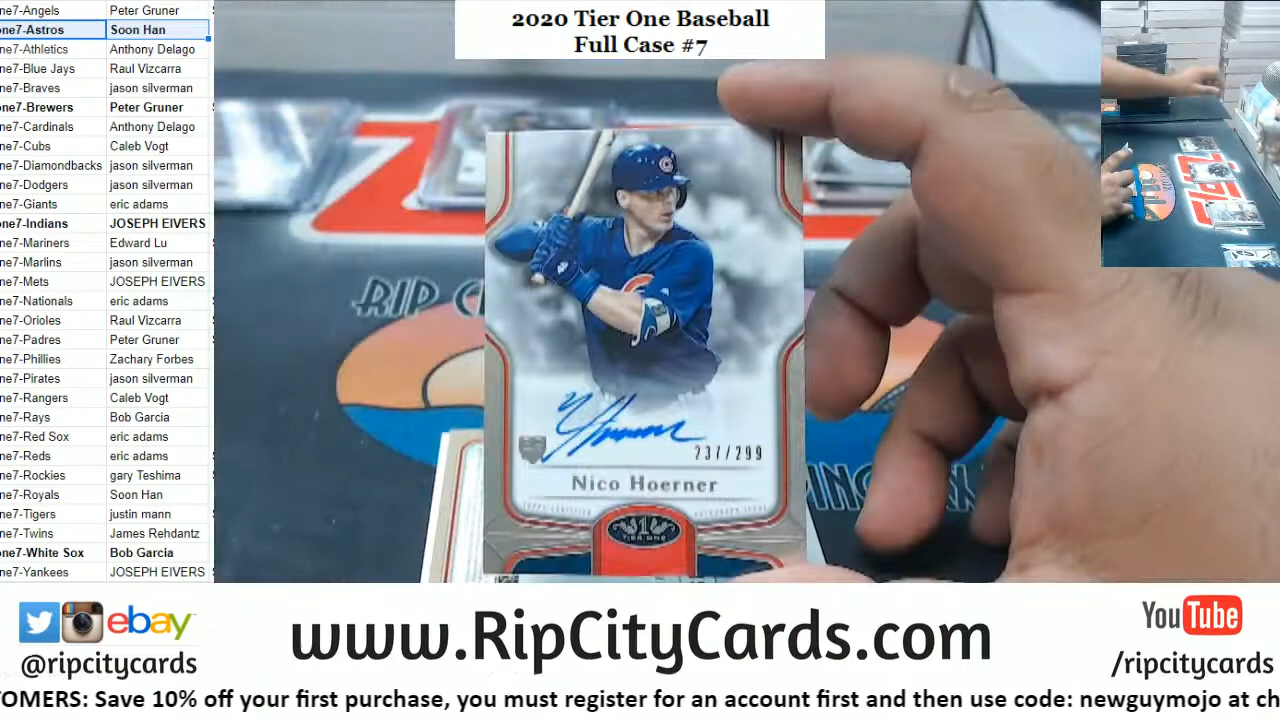 2020 Tier One Baseball
Full Case #7
ne7-Angels Peter Gruner
one7-Astros Soon Han
ne7-Athletics Anthony Delago
ne7-Blue Jays Raul Vizcarra
ne7-Braves jason silverman
one7-Brewers Peter Gruner
ne7-Cardinals Anthony Delago
ne7-Cubs Caleb Vogt
ne7-Diamondbacks jason silverman
ne7-Dodgers jason silverman
ne7-Giants eric adams
one7-Indians JOSEPH EIVERS
ne7-Mariners Edward Lu
ne7-Marlins jason silverman
ne7-Mets JOSEPH EIVERS
ne7-Nationals eric adams
ne7-Orioles Raul Vizcarra
ne7-Padres Peter Gruner
ne7-Phillies Zachary Forbes
ne7-Pirates jason silverman
ne7-Rangers Caleb Vogt
ne7-Rays Bob Garcia
ne7-Red Sox eric adams
ne7-Reds eric adams
ne7-Rockies gary Teshima
ne7-Royals Soon Han
ne7-Tigers justin mann
ne7-Twins James Rehdantz
one7-White Sox Bob Garcia
ne7-Yankees JOSEPH EIVERS
RIP C
237/299
Nico Hoerner
1
TIER ONE
ebay
@ripcitycards
www.RipCityCards.com
YouTube
/ripcitycards
TOMERS: Save 10% off your first purchase, you must register for an account first and then use code: newguymojo at ch